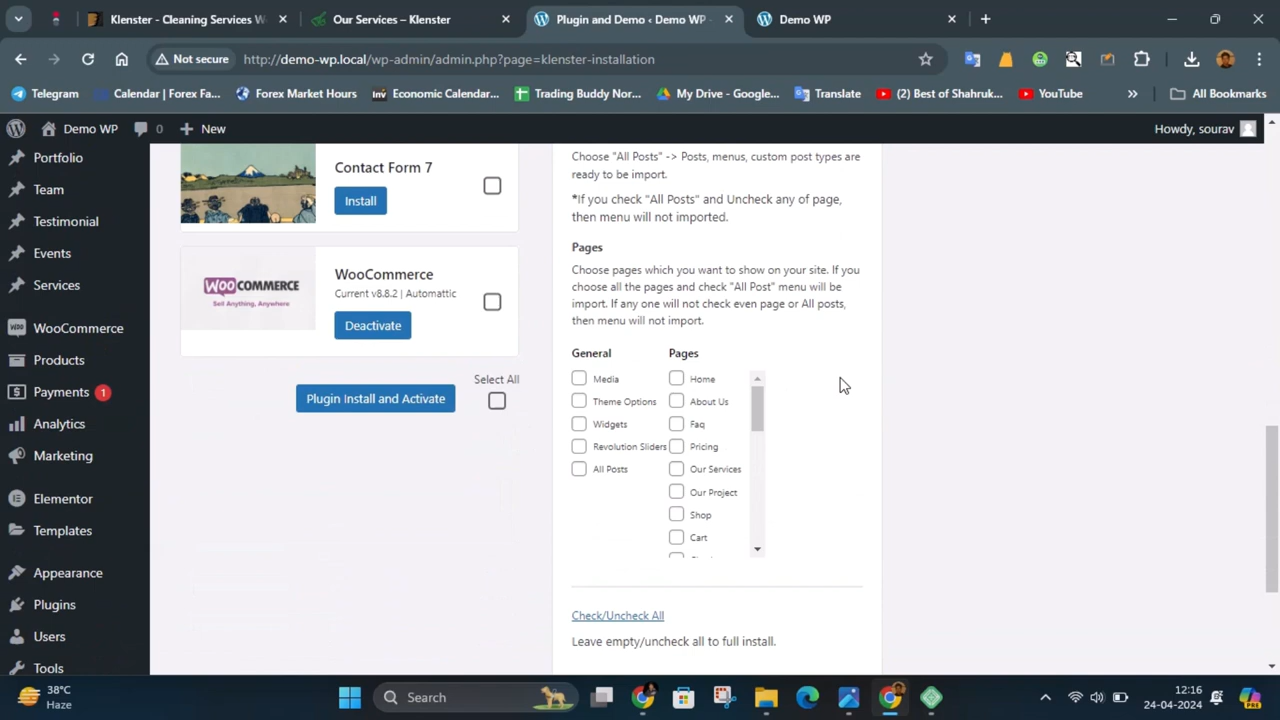 Klenster - Cleaning Services W
Our Services – Klenster
Plugin and Demo ‹ Demo WP
Demo WP
Not secure
http://demo-wp.local/wp-admin/admin.php?page=klenster-installation
Telegram
Calendar | Forex Fa...
Forex Market Hours
Inv
Economic Calendar...
Trading Buddy Nor...
My Drive - Google...
Translate
(2) Best of Shahruk...
YouTube
All Bookmarks
Demo WP
0
New
Howdy, sourav
Portfolio
Team
Testimonial
Events
Services
WooCommerce
Products
Payments 1
Analytics
Marketing
Elementor
Templates
Appearance
Plugins
Users
Tools
Contact Form 7
Install
WOOCOMMERCE
Sell Anything, Anywhere
WooCommerce
Current v8.8.2 | Automattic
Deactivate
Select All
Plugin Install and Activate
Choose "All Posts" -> Posts, menus, custom post types are
ready to be import.
*If you check "All Posts" and Uncheck any of page,
then menu will not imported.
Pages
Choose pages which you want to show on your site. If you
choose all the pages and check "All Post" menu will be
import. If any one will not check even page or All posts,
then menu will not import.
General
Media
Theme Options
Widgets
Revolution Sliders
All Posts
Pages
Home
About Us
Faq
Pricing
Our Services
Our Project
Shop
Cart
Check/Uncheck All
Leave empty/uncheck all to full install.
38°C
Haze
Search
12:16
24-04-2024
PRE